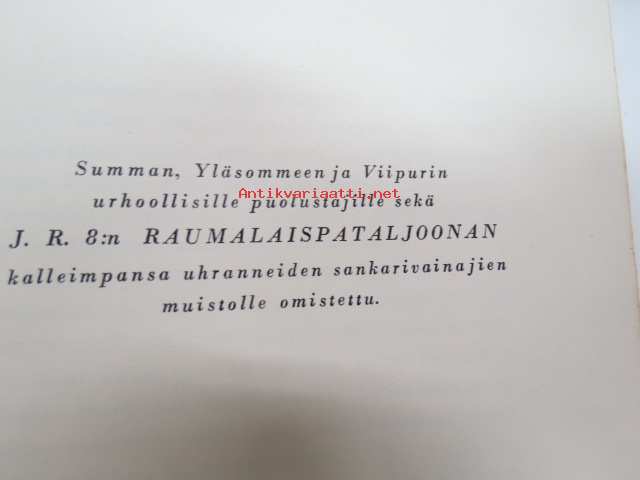 Summan, Yläsommeen ja Viipurin
Antikvariaatti.net
urhoollisille puolustajille sekä
J. R. 8:n RAUMALAISPATALJOONAN
kalleimpansa uhranneiden sankarivainajien
muistolle omistettu.